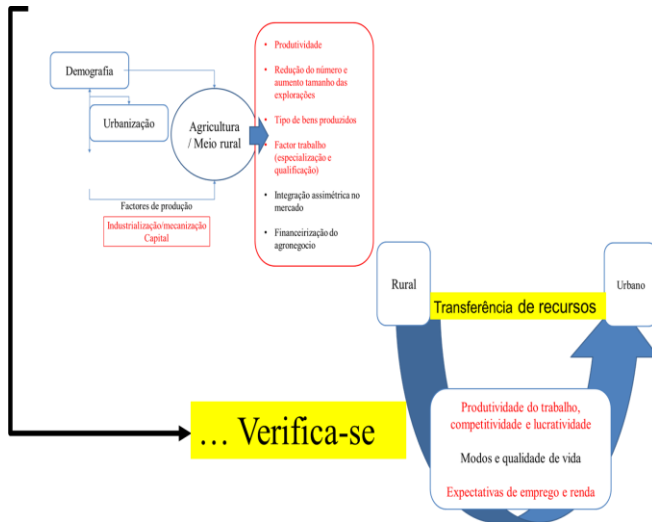 Demografia
Urbanização
Agricultura
/ Meio rural
Factores de produção
Industrialização/mecanização
Capital
• Produtividade
• Redução do número e
aumento tamanho das
explorações
• Tipo de bens produzidos
• Factor trabalho
(especialização e
qualificação)
• Integração assimétrica no
mercado
• Financeirização do
agronegocio
Rural
Transferência de recursos
Urbano
... Verifica-se
Produtividade do trabalho,
competitividade e lucratividade
Modos e qualidade de vida
Expectativas de emprego e renda